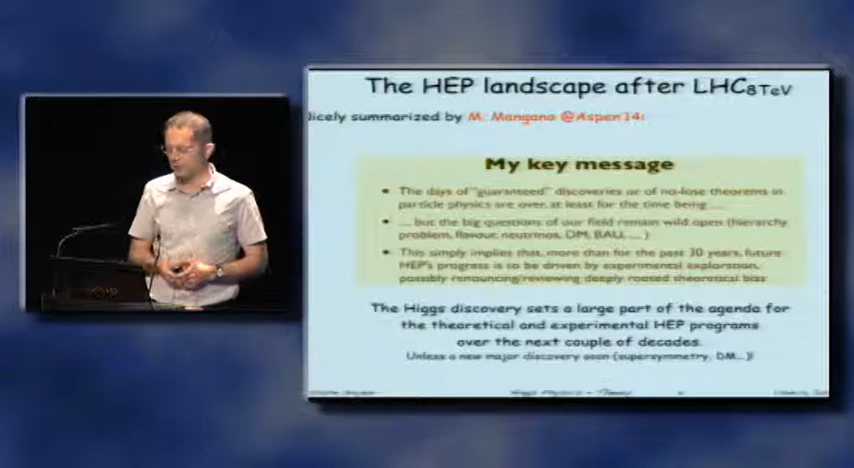 The HEP landscape after LHC8TeV
licely summarized by M. Mangano @Aspen'14:
My key message
• The days of "guaranteed" discoveries or of no-lose theorems in
particle physics are over, at least for the time being ....
• .... but the big questions of our field remain wild open (hierarchy
problem, flavour, neutrinos, DM, BAU, .... )
• This simply implies that, more than for the past 30 years, future
HEP's progress is to be driven by experimental exploration,
possibly renouncing/reviewing deeply rooted theoretical bias
The Higgs discovery sets a large part of the agenda for
the theoretical and experimental HEP programs
over the next couple of decades.
Unless a new major discovery soon (supersymmetry, DM...)!
Higgs Physics - Theory